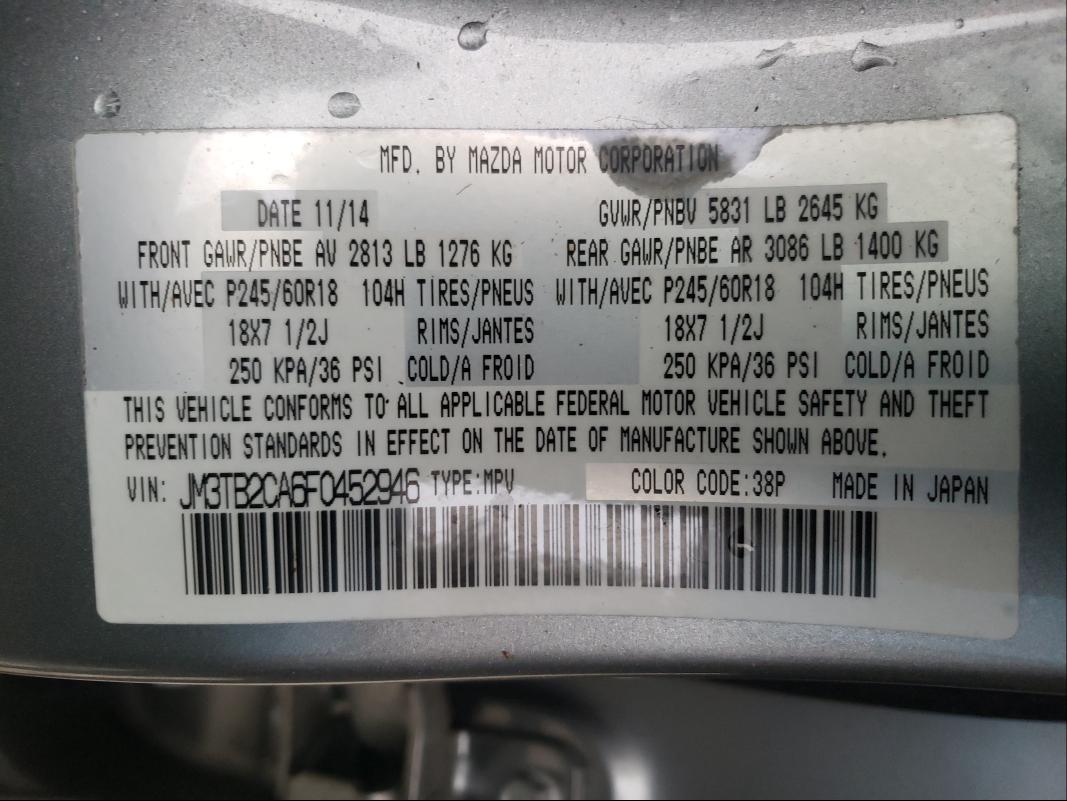 MFD. BY MAZDA MOTOR CORPORATION
DATE 11/14 GVWR/PNBV 5831 LB 2645 KG
FRONT GAWR/PNBE AV 2813 LB 1276 KG REAR GAWR/PNBE AR 3086 LB 1400 KG
WITH/AVEC P245/60R18 104H TIRES/PNEUS WITH/AVEC P245/60R18 104H TIRES/PNEUS
18X7 1/2J RIMS/JANTES 18X7 1/2J RIMS/JANTES
250 KPA/36 PSI COLD/A FROID 250 KPA/36 PSI COLD/A FROID
THIS VEHICLE CONFORMS TO ALL APPLICABLE FEDERAL MOTOR VEHICLE SAFETY AND THEFT
PREVENTION STANDARDS IN EFFECT ON THE DATE OF MANUFACTURE SHOWN ABOVE.
VIN: JM3TB2CA6F0452946 TYPE:MPV COLOR CODE:38P MADE IN JAPAN